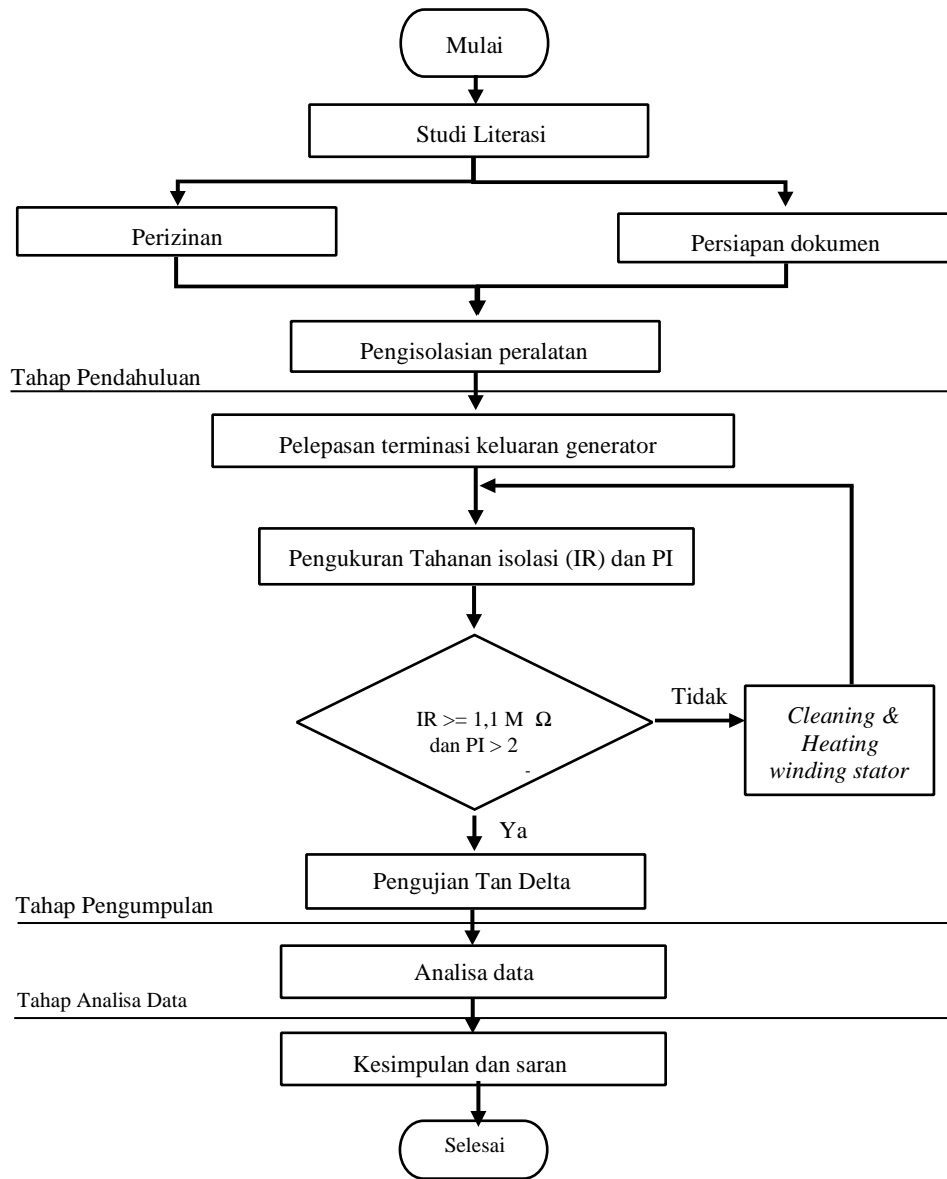 Mulai
Studi Literasi
Perizinan
Persiapan dokumen
Pengisolasian peralatan
Tahap Pendahuluan
Pelepasan terminasi keluaran generator
Pengukuran Tahanan isolasi (IR) dan PI
IR >= 1,1 M Ω
dan PI > 2
-
Tidak
Cleaning &
Heating
winding stator
Ya
Pengujian Tan Delta
Tahap Pengumpulan
Analisa data
Tahap Analisa Data
Kesimpulan dan saran
Selesai